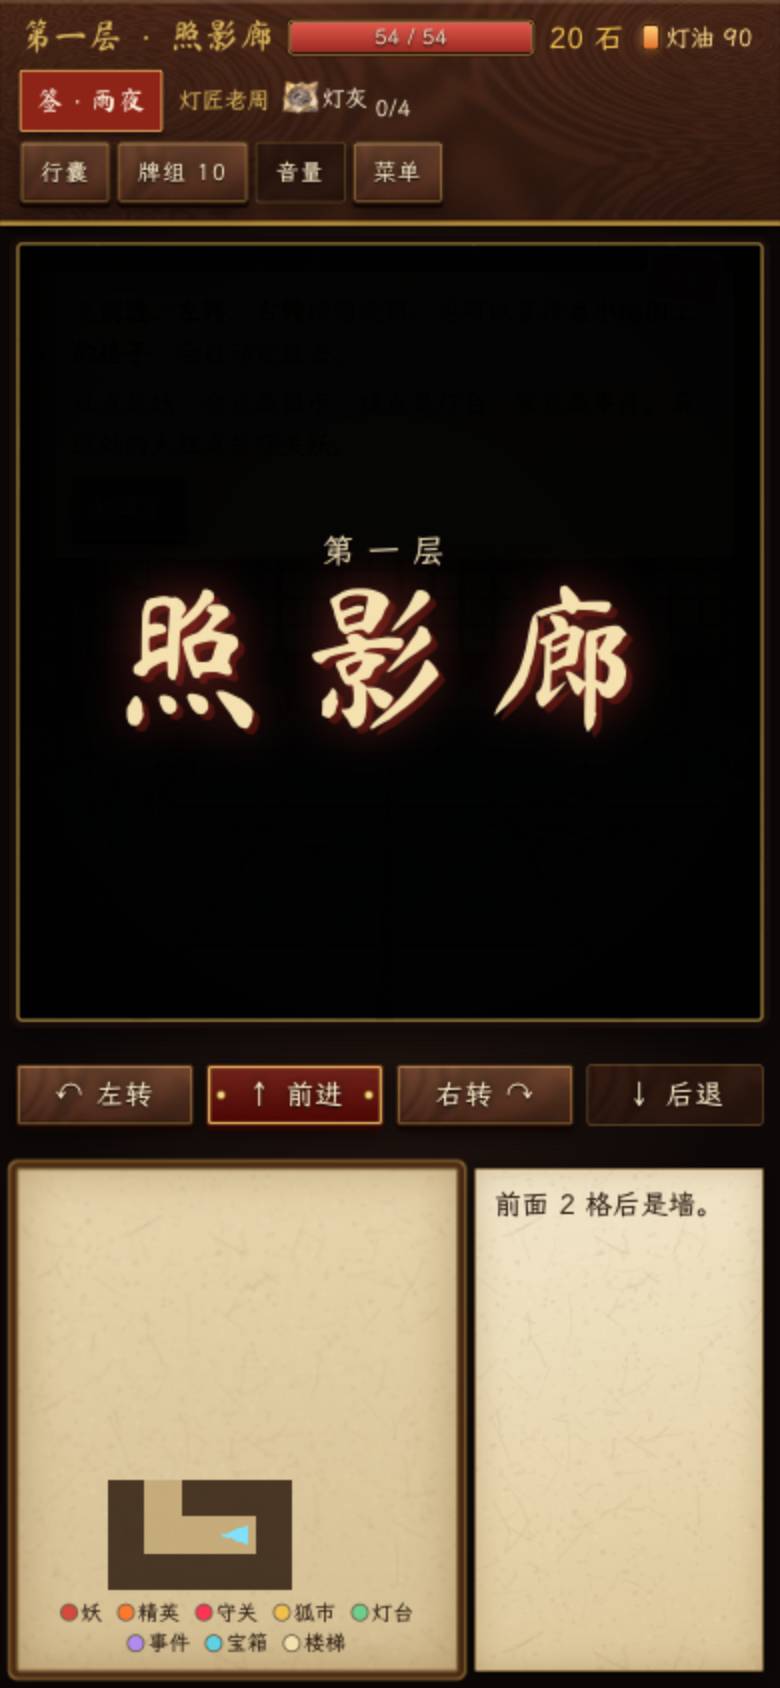 第一层 · 照影廊 54 / 54 20 石 灯油 90
签 · 雨夜 灯匠老周 灯灰 0/4
行囊 牌组 10 音量 菜单
第一层
照影廊
↶ 左转 ↑ 前进 右转 ↷ ↓ 后退
前面 2 格后是墙。
妖 精英 守关 狐市 灯台
事件 宝箱 楼梯